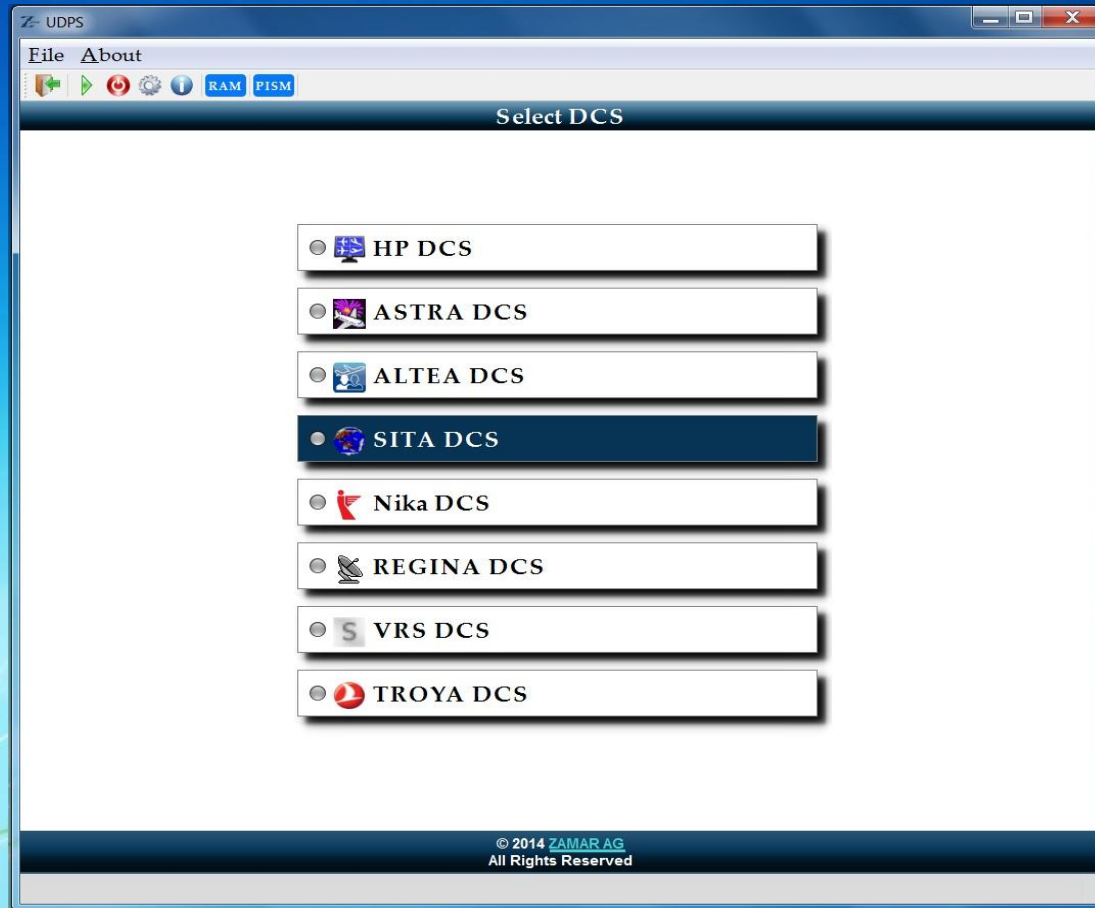 UDPS
File About
RAM PISM
Select DCS
HP DCS
ASTRA DCS
ALTEA DCS
SITA DCS
Nika DCS
REGINA DCS
S VRS DCS
TROYA DCS
© 2014 ZAMAR AG
All Rights Reserved